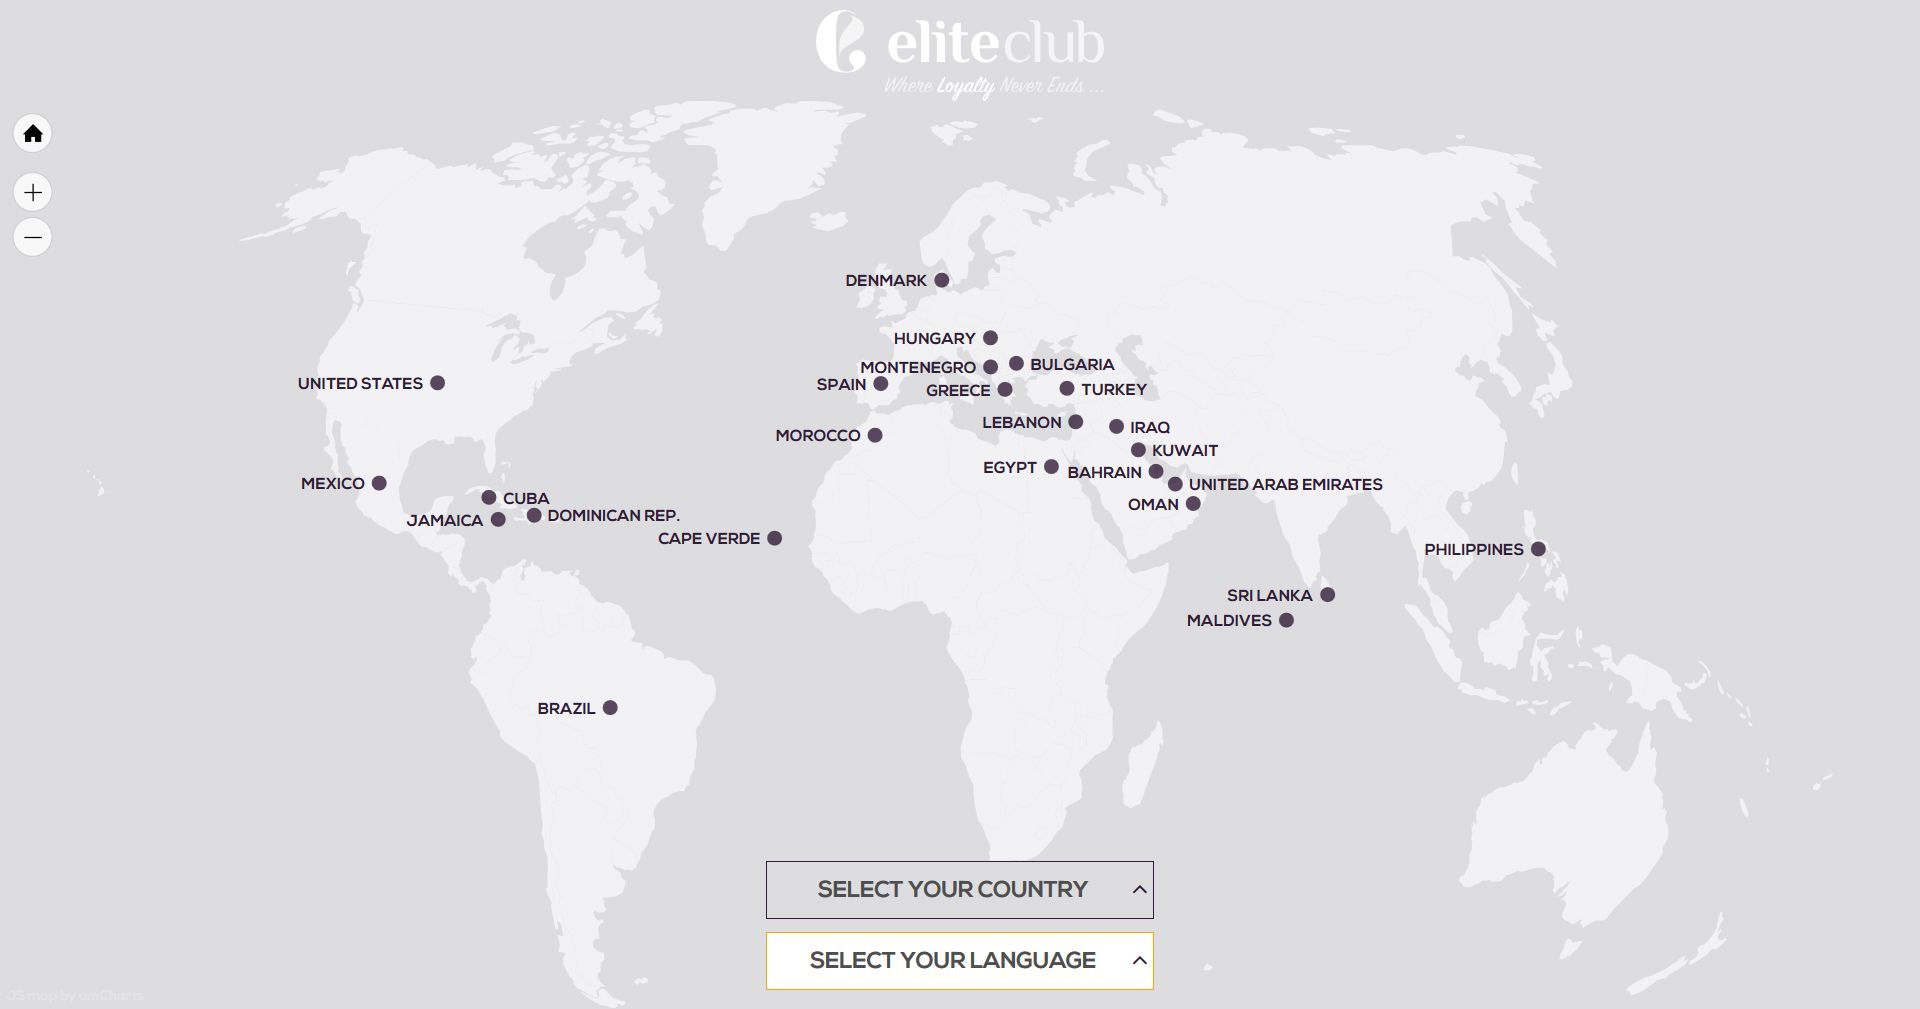 elite club
Where Loyalty Never Ends ...
DENMARK
HUNGARY
MONTENEGRO
BULGARIA
UNITED STATES
SPAIN
GREECE
TURKEY
LEBANON
IRAQ
MOROCCO
KUWAIT
EGYPT
BAHRAIN
MEXICO
UNITED ARAB EMIRATES
CUBA
OMAN
JAMAICA
DOMINICAN REP.
CAPE VERDE
PHILIPPINES
SRI LANKA
MALDIVES
BRAZIL
SELECT YOUR COUNTRY
SELECT YOUR LANGUAGE
JS map by amCharts